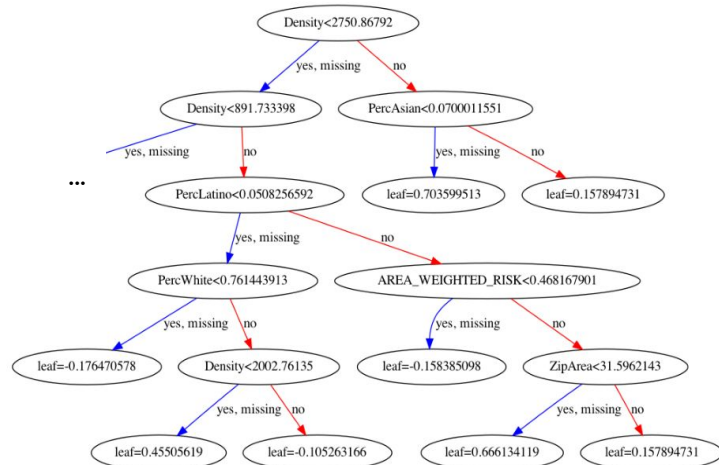 Density<2750.86792
yes, missing
no
Density<891.733398
PercAsian<0.0700011551
yes, missing
no
yes, missing
no
...
PercLatino<0.0508256592
leaf=0.703599513
leaf=0.157894731
yes, missing
no
PercWhite<0.761443913
AREA_WEIGHTED_RISK<0.468167901
yes, missing
no
yes, missing
no
leaf=-0.176470578
Density<2002.76135
leaf=-0.158385098
ZipArea<31.5962143
yes, missing
no
yes, missing
no
leaf=0.45505619
leaf=-0.105263166
leaf=0.666134119
leaf=0.157894731